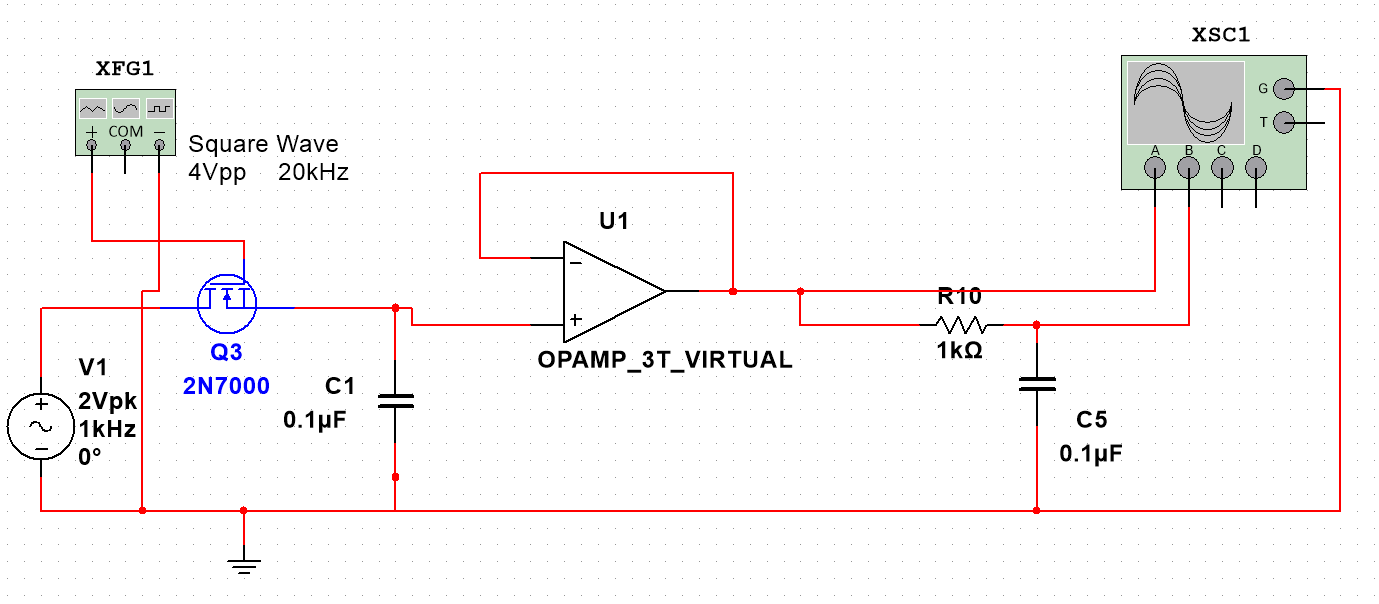 XSC1
XFG1
G
T
A B C D
+ COM −
Square Wave
4Vpp 20kHz
U1
−
+
OPAMP_3T_VIRTUAL
R10
1kΩ
Q3
2N7000
V1
2Vpk
1kHz
0°
+
−
C1
0.1µF
C5
0.1µF